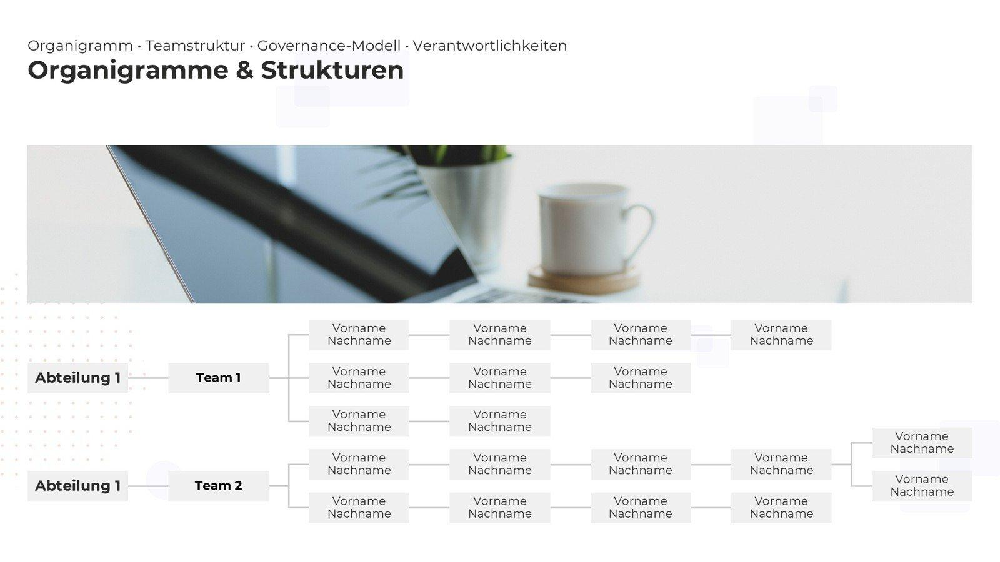 Organigramm • Teamstruktur • Governance-Modell • Verantwortlichkeiten
Organigramme & Strukturen
Abteilung 1
Team 1
Vorname
Nachname
Vorname
Nachname
Vorname
Nachname
Vorname
Nachname
Vorname
Nachname
Vorname
Nachname
Vorname
Nachname
Vorname
Nachname
Vorname
Nachname
Abteilung 1
Team 2
Vorname
Nachname
Vorname
Nachname
Vorname
Nachname
Vorname
Nachname
Vorname
Nachname
Vorname
Nachname
Vorname
Nachname
Vorname
Nachname
Vorname
Nachname
Vorname
Nachname